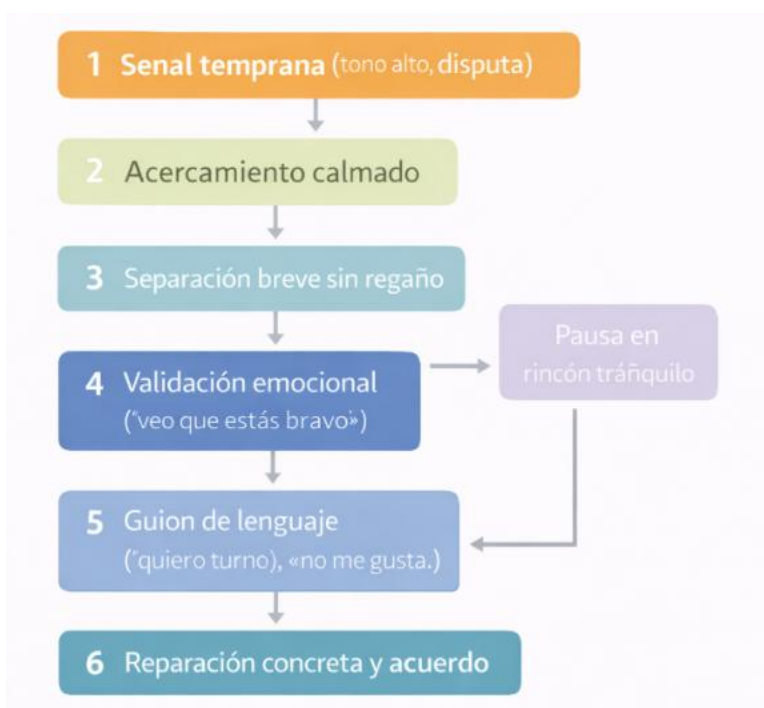 1 Senal temprana (tono alto, disputa)
2 Acercamiento calmado
3 Separación breve sin regaño
4 Validación emocional
(“veo que estás bravo’»)
Pausa en
rincón tráñquilo
5 Guion de lenguaje
(“quiero turno), «no me gusta.)
6 Reparación concreta y acuerdo